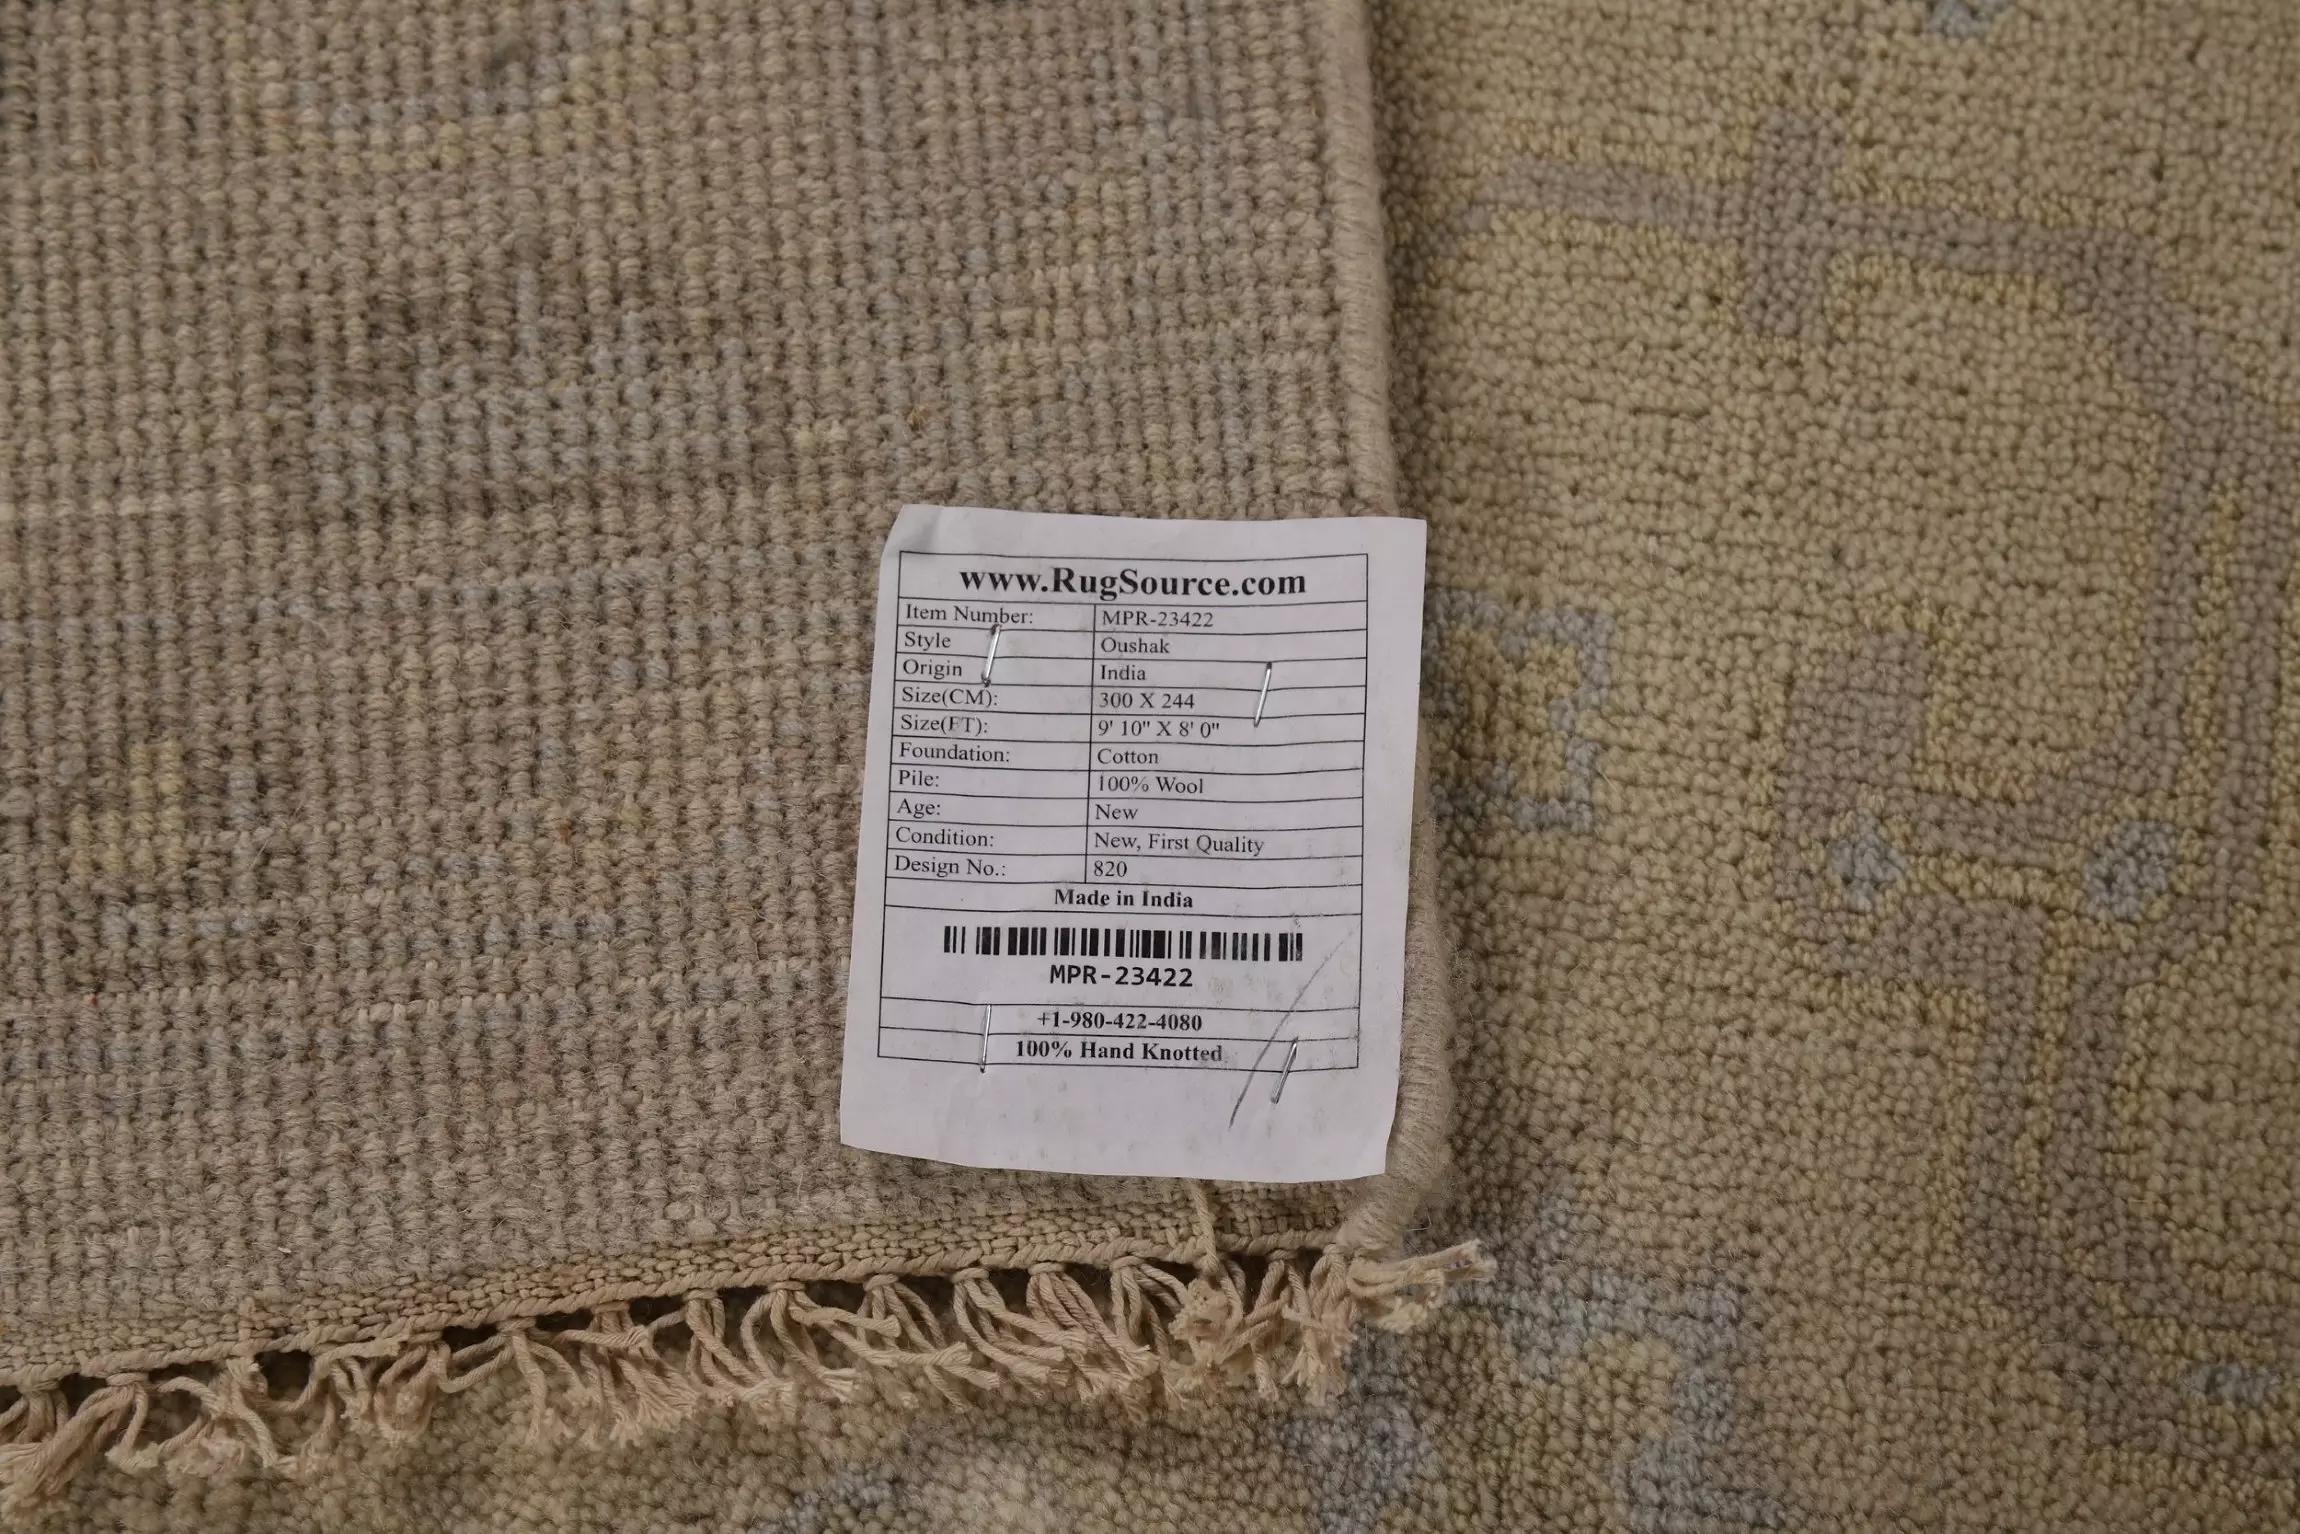 www.RugSource.com
Item Number: MPR-23422
Style Oushak
Origin India
Size(CM): 300 X 244
Size(FT): 9' 10" X 8' 0"
Foundation: Cotton
Pile: 100% Wool
Age: New
Condition: New, First Quality
Design No.: 820
Made in India
MPR-23422
+1-980-422-4080
100% Hand Knotted